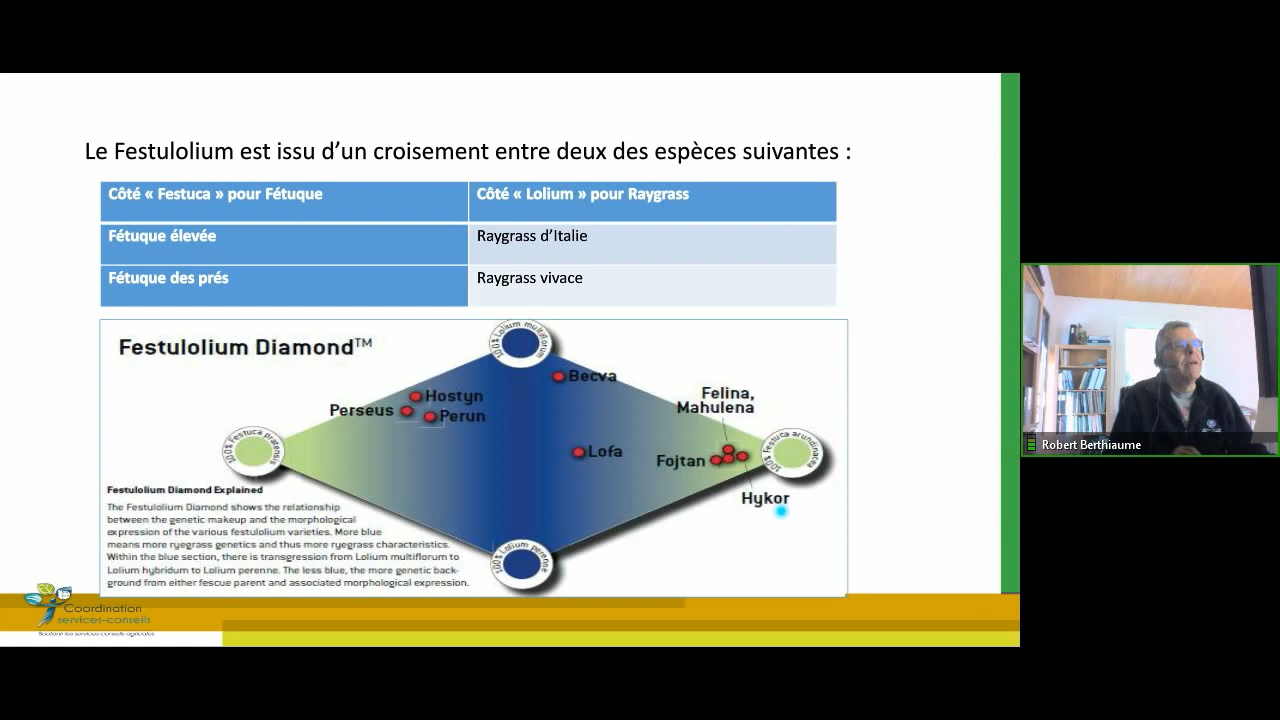 Le Festulolium est issu d’un croisement entre deux des espèces suivantes :
Côté « Festuca » pour Fétuque
Côté « Lolium » pour Raygrass
Fétuque élevée
Raygrass d’Italie
Fétuque des prés
Raygrass vivace
Festulolium Diamond™
100% Lolium multiflorum
Becva
Hostyn
Perseus
Perun
Felina,
Mahulena
100% Festuca pratensis
Lofa
Fojtan
100% Festuca arundinacea
Hykor
Festulolium Diamond Explained
The Festulolium Diamond shows the relationship
between the genetic makeup and the morphological
expression of the various festulolium varieties. More blue
means more ryegrass genetics and thus more ryegrass characteristics.
Within the blue section, there is transgression from Lolium multiflorum to
Lolium hybridum to Lolium perenne. The less blue, the more genetic back-
ground from either fescue parent and associated morphological expression.
100% Lolium perenne
Coordination
services-conseils
Soutenir les services-conseils agricoles
Robert Berthiaume